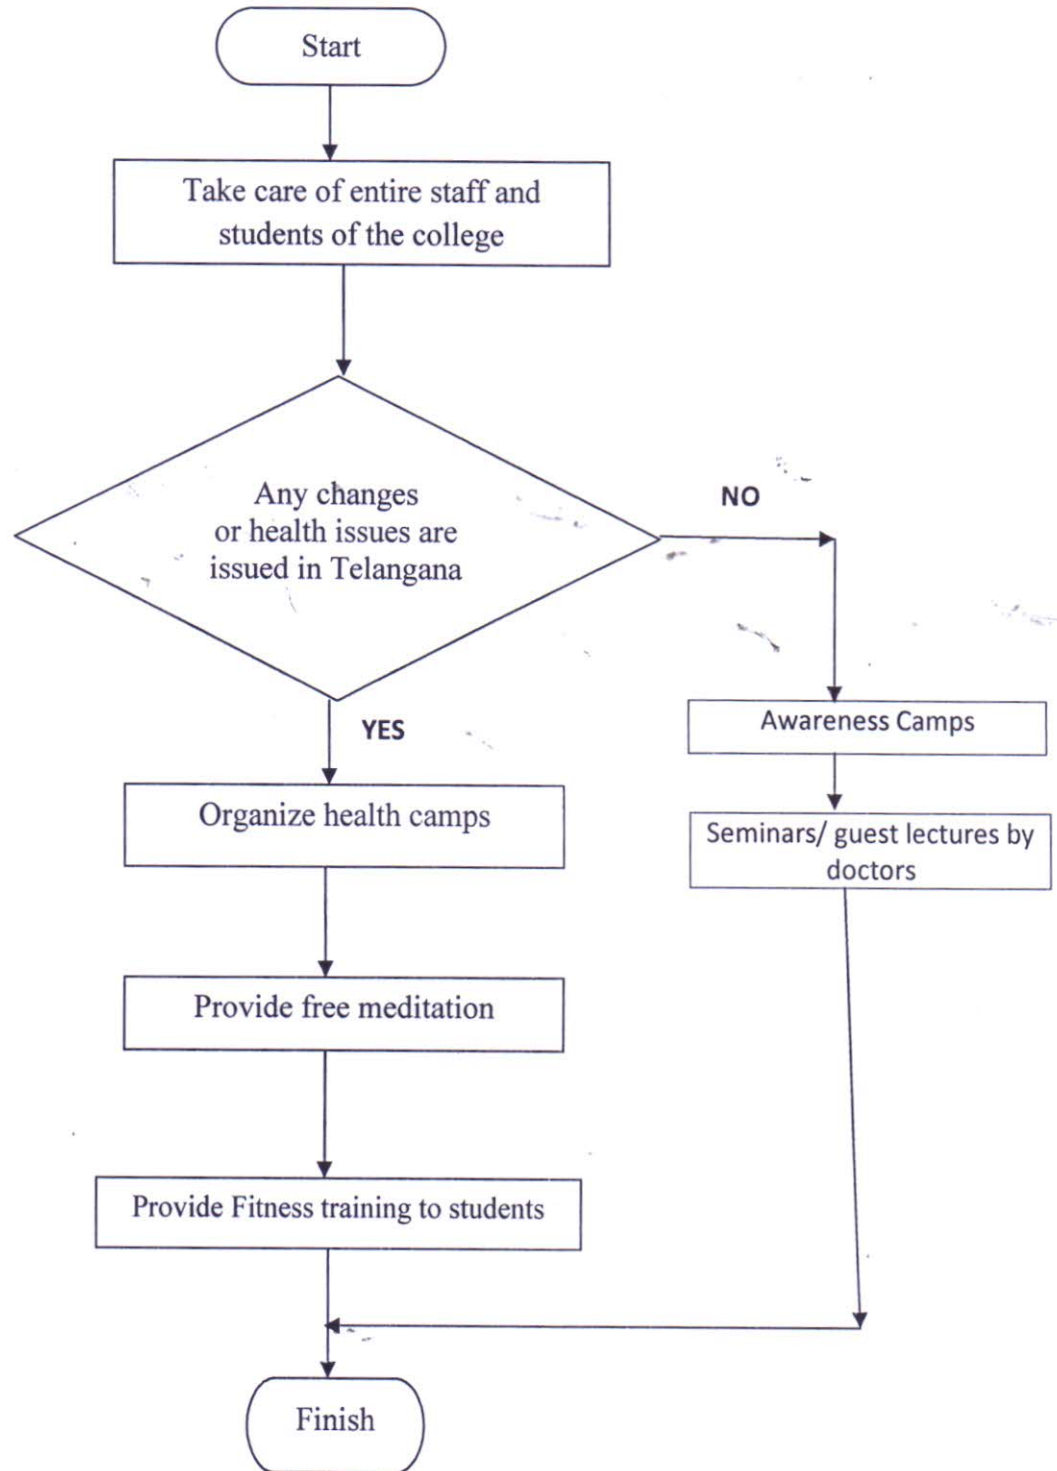 Start
Take care of entire staff and
students of the college
Any changes
or health issues are
issued in Telangana
NO
YES
Awareness Camps
Organize health camps
Seminars/ guest lectures by
doctors
Provide free meditation
Provide Fitness training to students
Finish